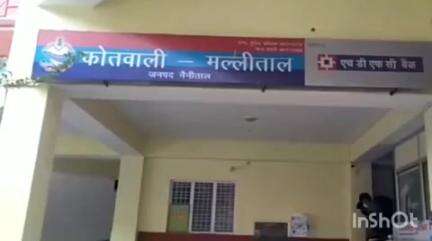 कोतवाली – मल्लीताल
जनपद नैनीताल
एच डी एफ सी बैंक
InShOt